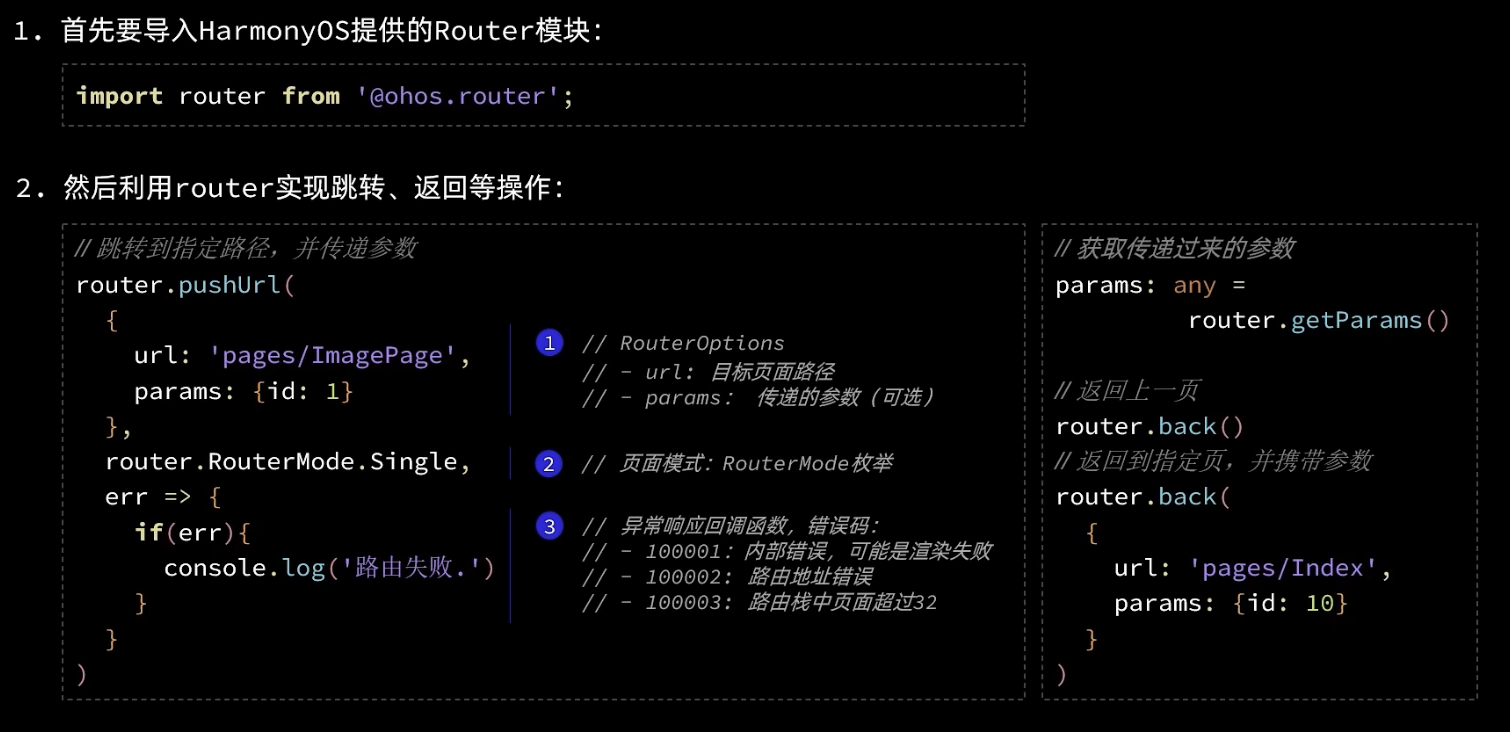 1. 首先要导入HarmonyOS提供的Router模块:
import router from '@ohos.router';
2. 然后利用router实现跳转、返回等操作:
// 跳转到指定路径，并传递参数
router.pushUrl(
{
url: 'pages/ImagePage',
params: {id: 1}
},
router.RouterMode.Single,
err => {
if(err){
console.log('路由失败.')
}
}
)
1 // RouterOptions
// - url: 目标页面路径
// - params: 传递的参数（可选）
2 // 页面模式：RouterMode枚举
3 // 异常响应回调函数，错误码：
// - 100001：内部错误，可能是渲染失败
// - 100002: 路由地址错误
// - 100003: 路由栈中页面超过32
// 获取传递过来的参数
params: any =
router.getParams()
// 返回上一页
router.back()
// 返回到指定页，并携带参数
router.back(
{
url: 'pages/Index',
params: {id: 10}
}
)